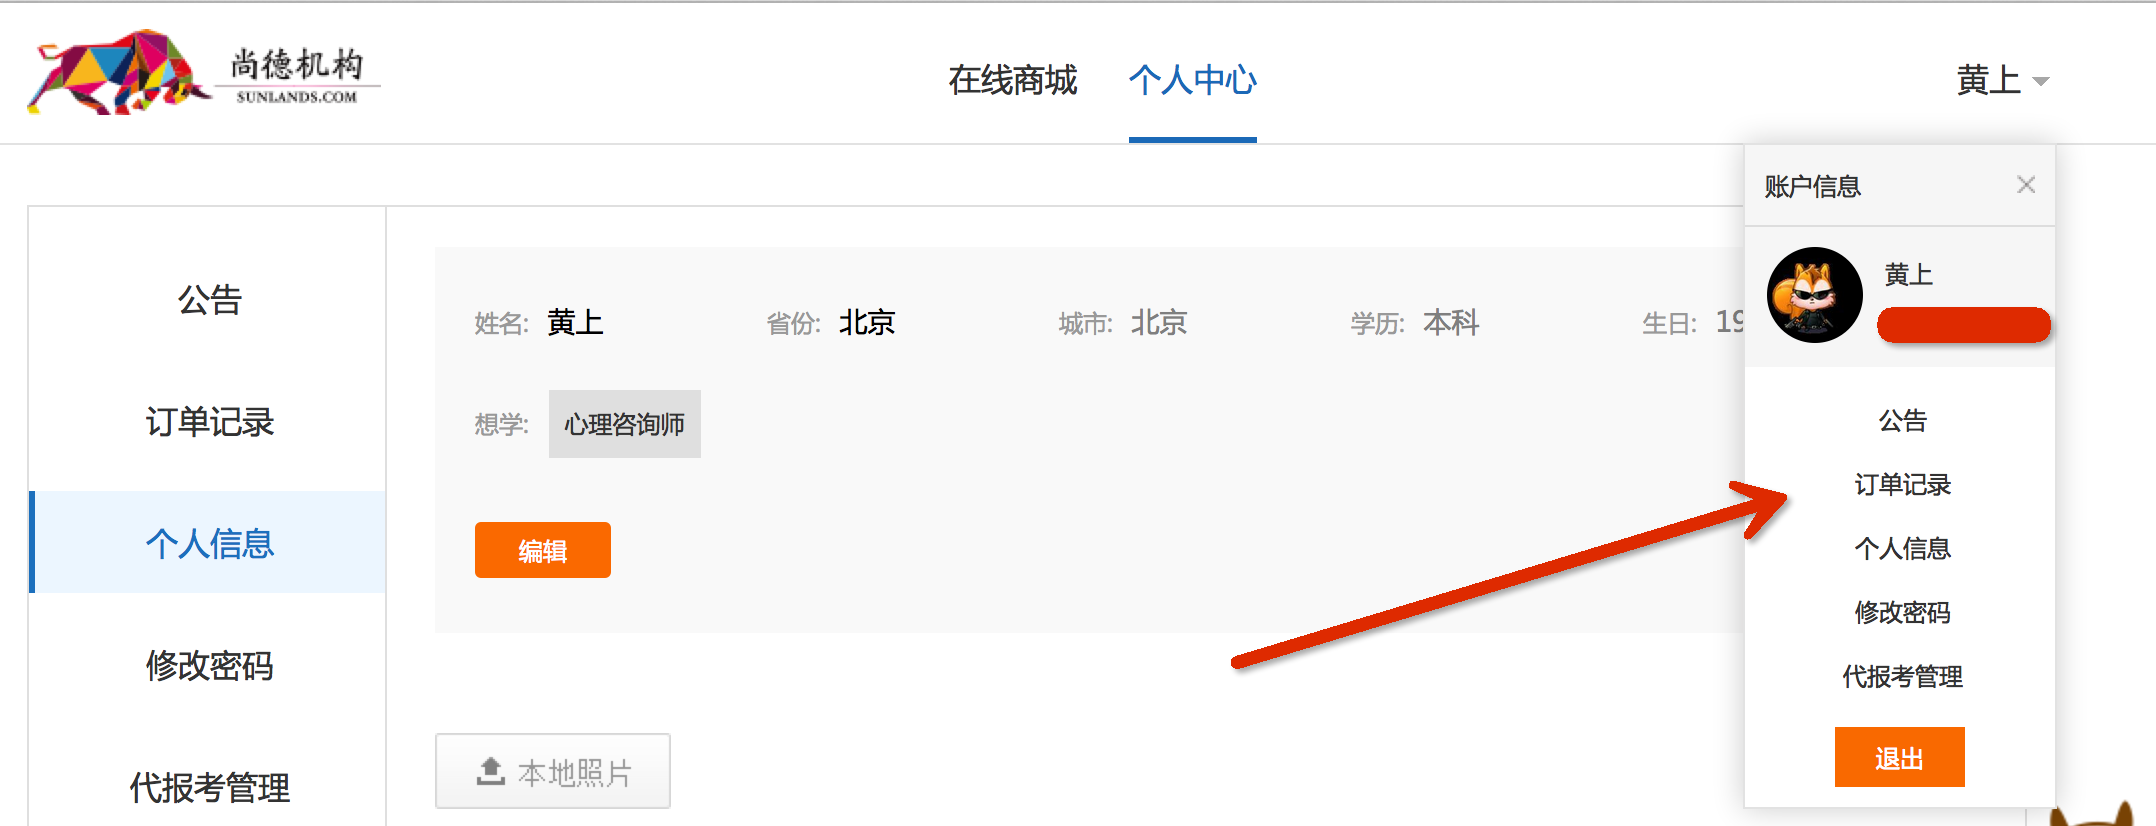 尚德机构
SUNLANDS.COM
在线商城 个人中心
黄上
公告
订单记录
个人信息
修改密码
代报考管理
姓名: 黄上 省份: 北京 城市: 北京 学历: 本科 生日: 19
想学: 心理咨询师
编辑
本地照片
账户信息
黄上
公告
订单记录
个人信息
修改密码
代报考管理
退出